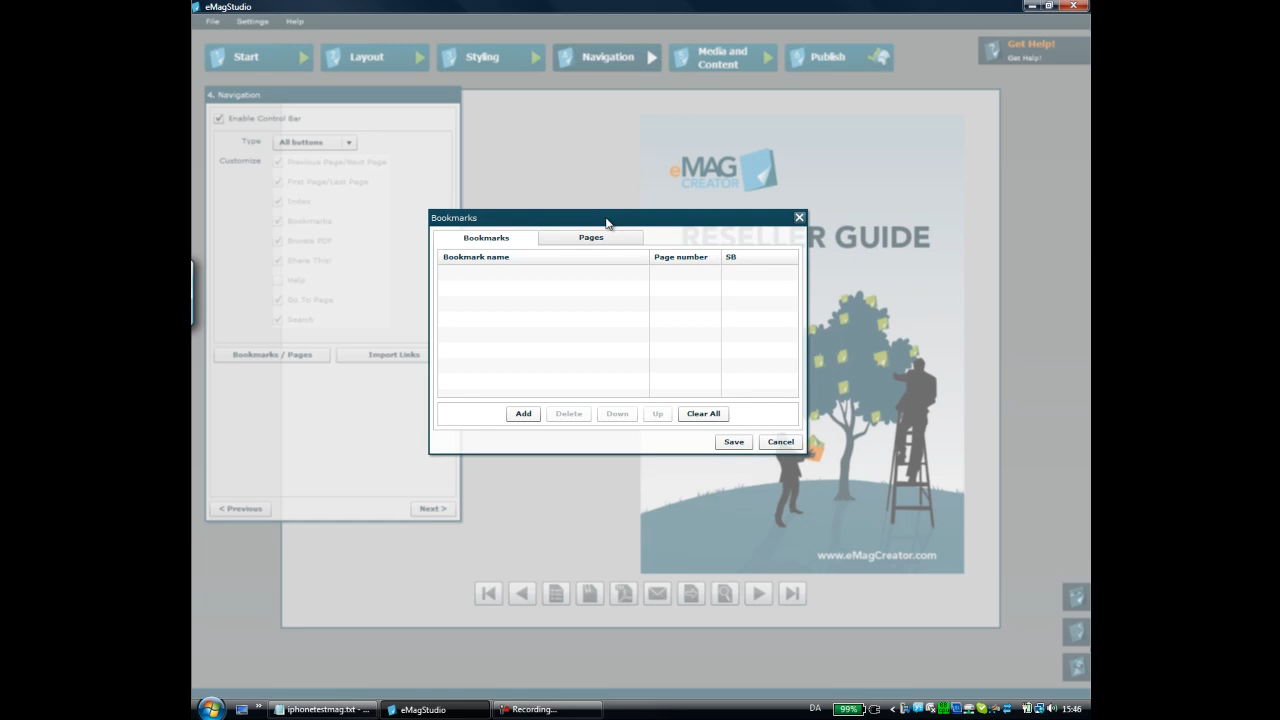 eMagStudio
File Settings Help
Start
Layout
Styling
Navigation
Media and
Content
Publish
Get Help!
Get Help!
4. Navigation
Enable Control Bar
Type All buttons
Customize Previous Page/Next Page
First Page/Last Page
Index
Bookmarks
Browse PDF
Share This!
Help
Go To Page
Search
Bookmarks / Pages Import Links
< Previous Next >
eMAG
CREATOR
RESELLER GUIDE
www.eMagCreator.com
Bookmarks
Bookmarks Pages
Bookmark name Page number SB
Add Delete Down Up Clear All
Save Cancel
iphonetestmag.txt - ... eMagStudio Recording... DA 99% 15:46